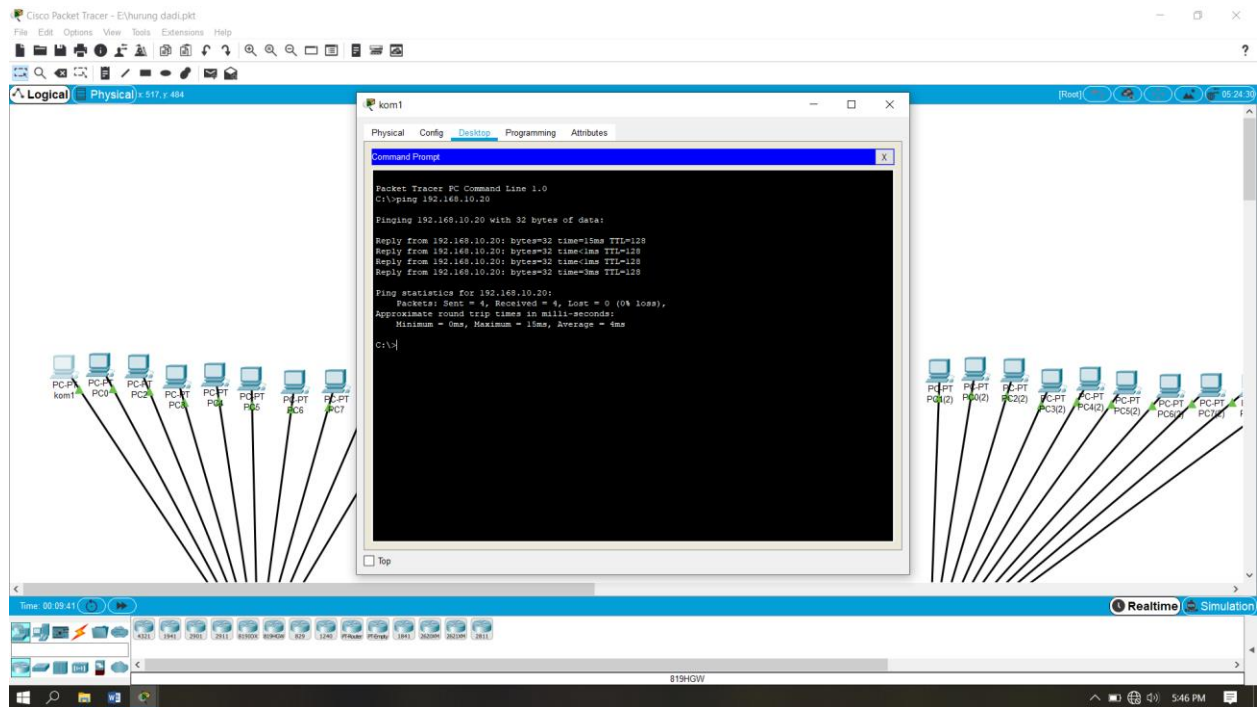 Cisco Packet Tracer - E:\hurung dadi.pkt
File Edit Options View Tools Extensions Help
?
Logical Physical x: 517, y: 484 [Root] 05:24:30
kom1
Physical Config Desktop Programming Attributes
Command Prompt X
Packet Tracer PC Command Line 1.0
C:\>ping 192.168.10.20
Pinging 192.168.10.20 with 32 bytes of data:
Reply from 192.168.10.20: bytes=32 time=15ms TTL=128
Reply from 192.168.10.20: bytes=32 time<1ms TTL=128
Reply from 192.168.10.20: bytes=32 time<1ms TTL=128
Reply from 192.168.10.20: bytes=32 time=3ms TTL=128
Ping statistics for 192.168.10.20:
Packets: Sent = 4, Received = 4, Lost = 0 (0% loss),
Approximate round trip times in milli-seconds:
Minimum = 0ms, Maximum = 15ms, Average = 4ms
C:\>
PC-PT PC-PT PC-PT PC-PT PC-PT PC-PT PC-PT PC-PT
kom1 PC0 PC2 PC4 PC5 PC6 PC7
PC-PT PC-PT PC-PT PC-PT PC-PT PC-PT PC-PT PC-PT
PC1(2) PC0(2) PC2(2) PC3(2) PC4(2) PC5(2) PC6(2) PC7(2)
Top
Time: 00:09:41 Realtime Simulation
4321 1941 2901 2911 819IOX 819HGW 829 1240 PT-Router PT-Empty 1841 2620XM 2621XM 2811
819HGW
5:46 PM